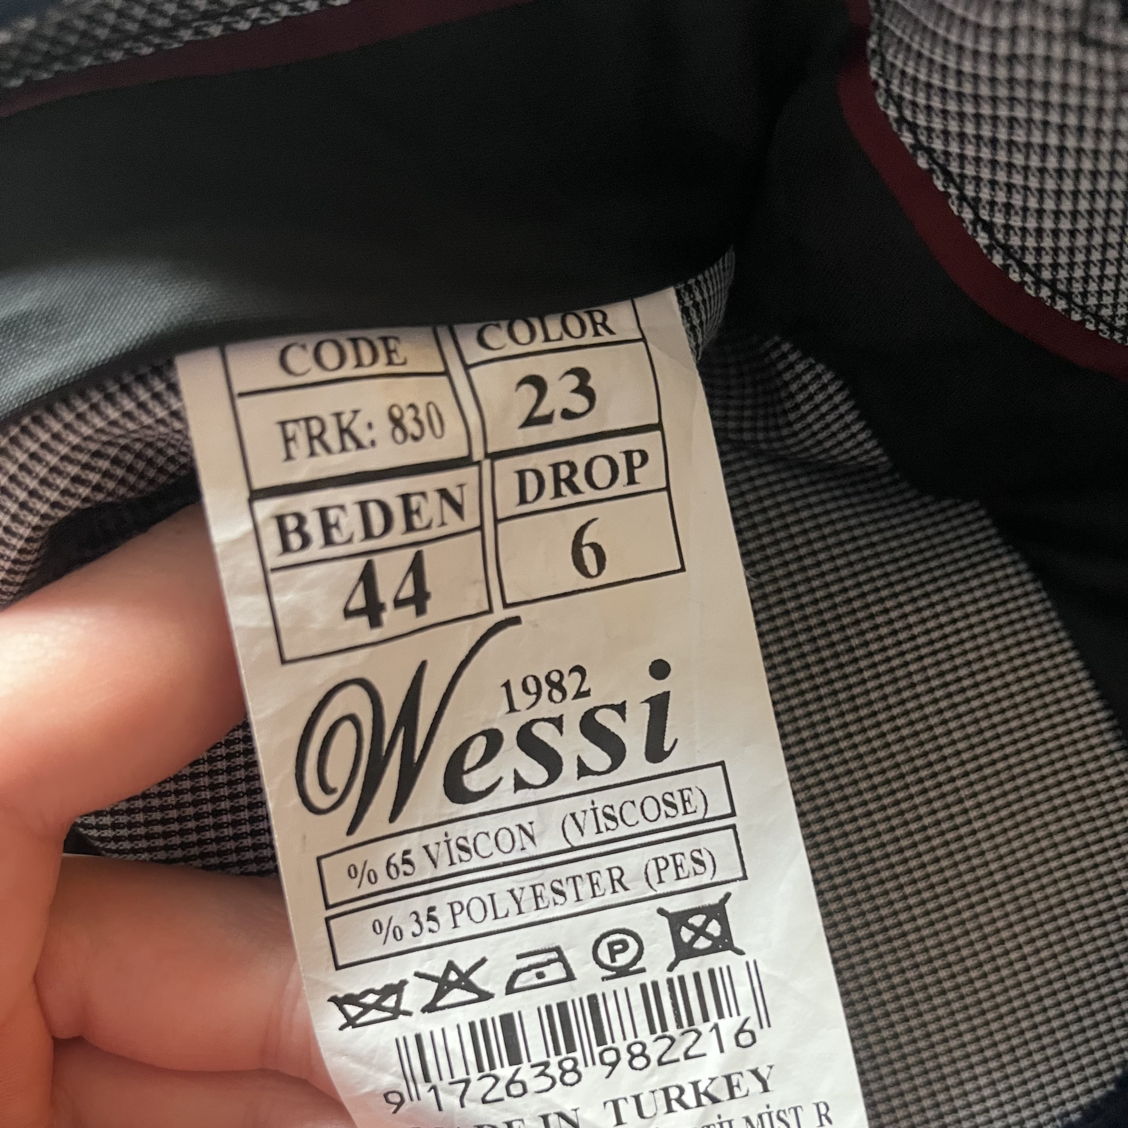 CODE COLOR
FRK: 830 23
BEDEN DROP
44 6
1982
Wessi
% 65 VİSCON (VİSCOSE)
% 35 POLYESTER (PES)
P
9 172638 982216
IN TURKEY
R